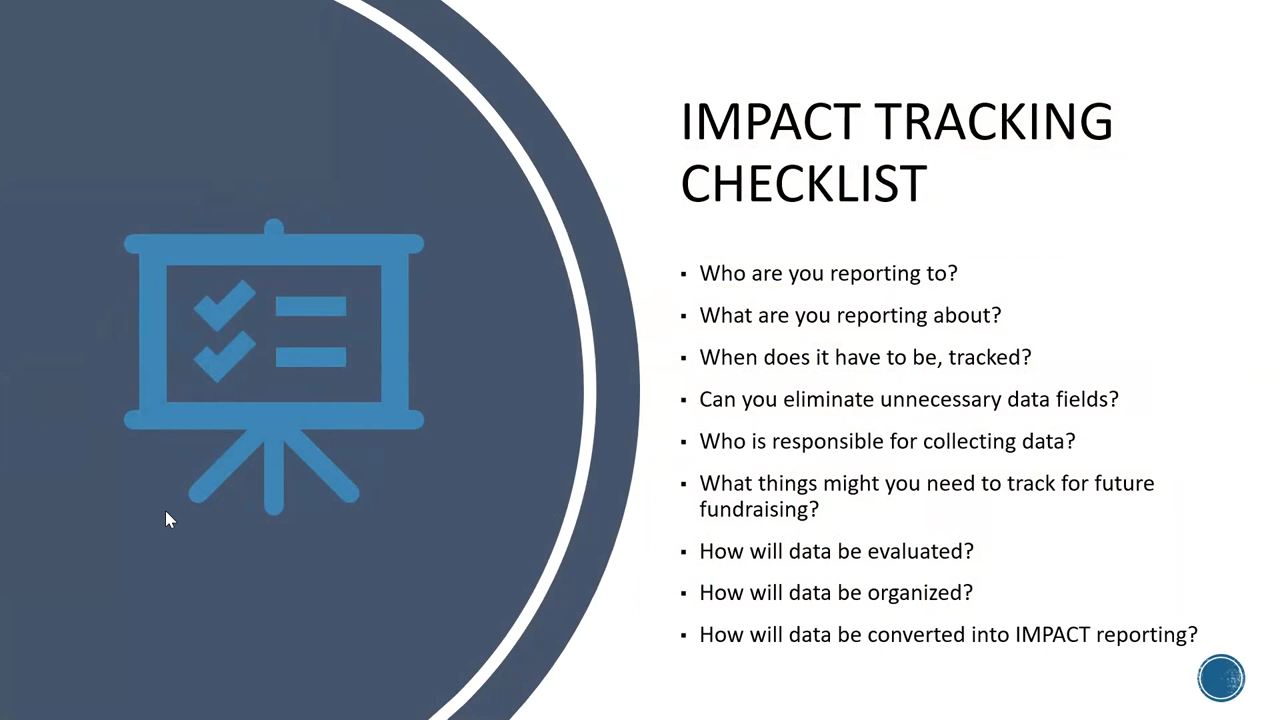 IMPACT TRACKING
CHECKLIST
▪ Who are you reporting to?
▪ What are you reporting about?
▪ When does it have to be, tracked?
▪ Can you eliminate unnecessary data fields?
▪ Who is responsible for collecting data?
▪ What things might you need to track for future
fundraising?
▪ How will data be evaluated?
▪ How will data be organized?
▪ How will data be converted into IMPACT reporting?